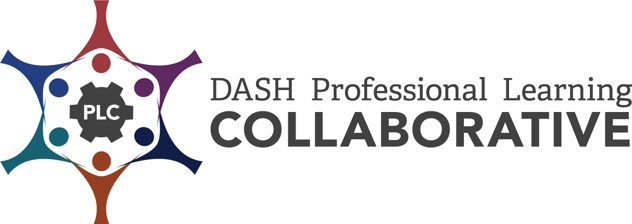 PLC
DASH Professional Learning
COLLABORATIVE